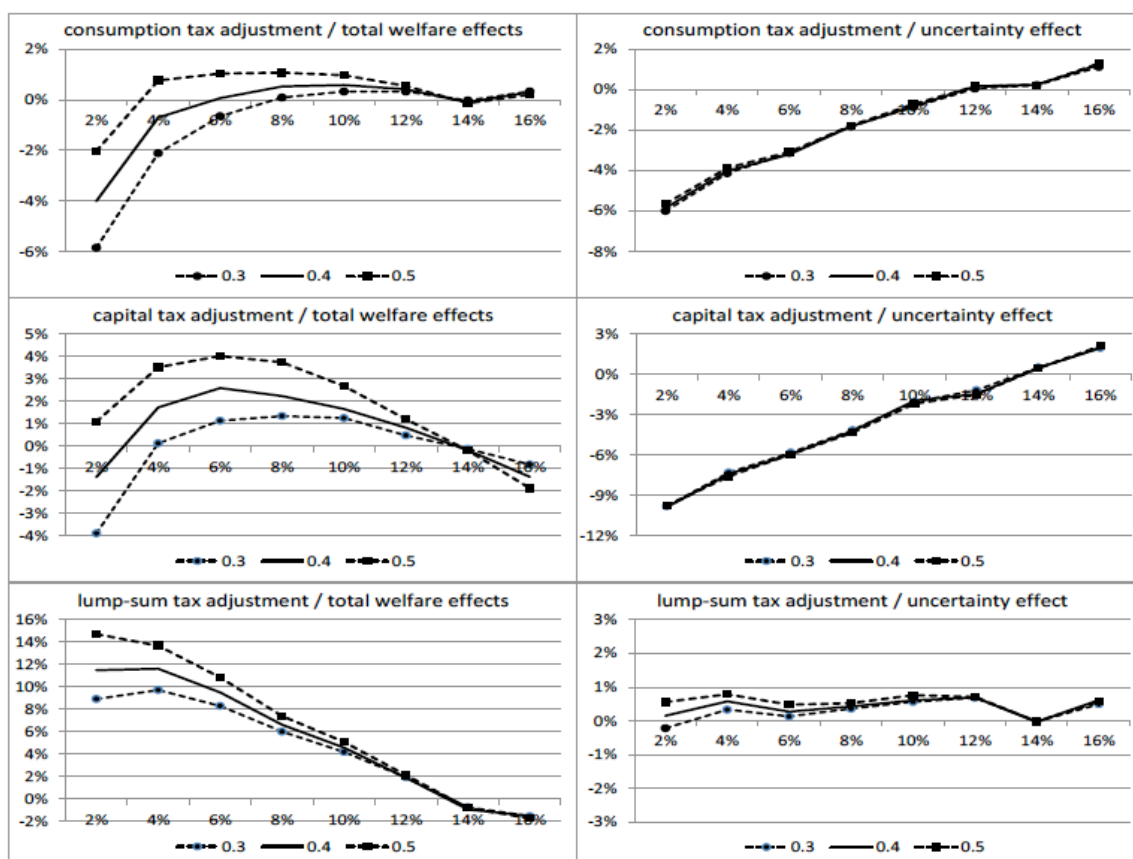 consumption tax adjustment / total welfare effects
2%
0%
-2%
-4%
-6%
2% 4% 6% 8% 10% 12% 14% 16%
0.3 0.4 0.5
consumption tax adjustment / uncertainty effect
2%
0%
-2%
-4%
-6%
-8%
2% 4% 6% 8% 10% 12% 14% 16%
0.3 0.4 0.5
capital tax adjustment / total welfare effects
5%
4%
3%
2%
1%
0%
-1%
-2%
-3%
-4%
2% 4% 6% 8% 10% 12% 14% 16%
0.3 0.4 0.5
capital tax adjustment / uncertainty effect
3%
0%
-3%
-6%
-9%
-12%
2% 4% 6% 8% 10% 12% 14% 16%
0.3 0.4 0.5
lump-sum tax adjustment / total welfare effects
16%
14%
12%
10%
8%
6%
4%
2%
0%
-2%
2% 4% 6% 8% 10% 12% 14% 16%
0.3 0.4 0.5
lump-sum tax adjustment / uncertainty effect
3%
2%
1%
0%
-1%
-2%
-3%
2% 4% 6% 8% 10% 12% 14% 16%
0.3 0.4 0.5